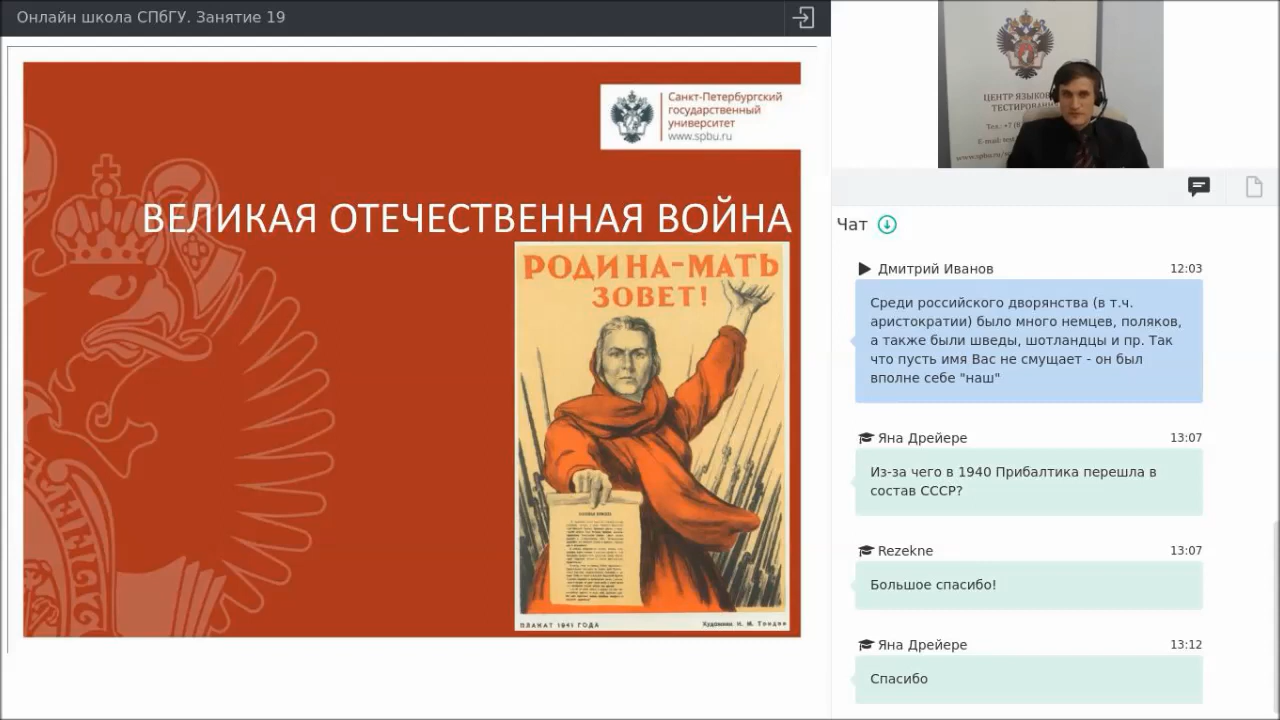 Онлайн школа СПбГУ. Занятие 19
Санкт-Петербургский
государственный
университет
www.spbu.ru
ВЕЛИКАЯ ОТЕЧЕСТВЕННАЯ ВОЙНА
РОДИНА-МАТЬ
ЗОВЕТ!
ПЛАКАТ 1941 ГОДА
ЦЕНТР ЯЗЫКОВ
ТЕСТИРОВАНИ
Чат
Дмитрий Иванов 12:03
Среди российского дворянства (в т.ч.
аристократии) было много немцев, поляков,
а также были шведы, шотландцы и пр. Так
что пусть имя Вас не смущает - он был
вполне себе "наш"
Яна Дрейере 13:07
Из-за чего в 1940 Прибалтика перешла в
состав СССР?
Rezekne 13:07
Большое спасибо!
Яна Дрейере 13:12
Спасибо